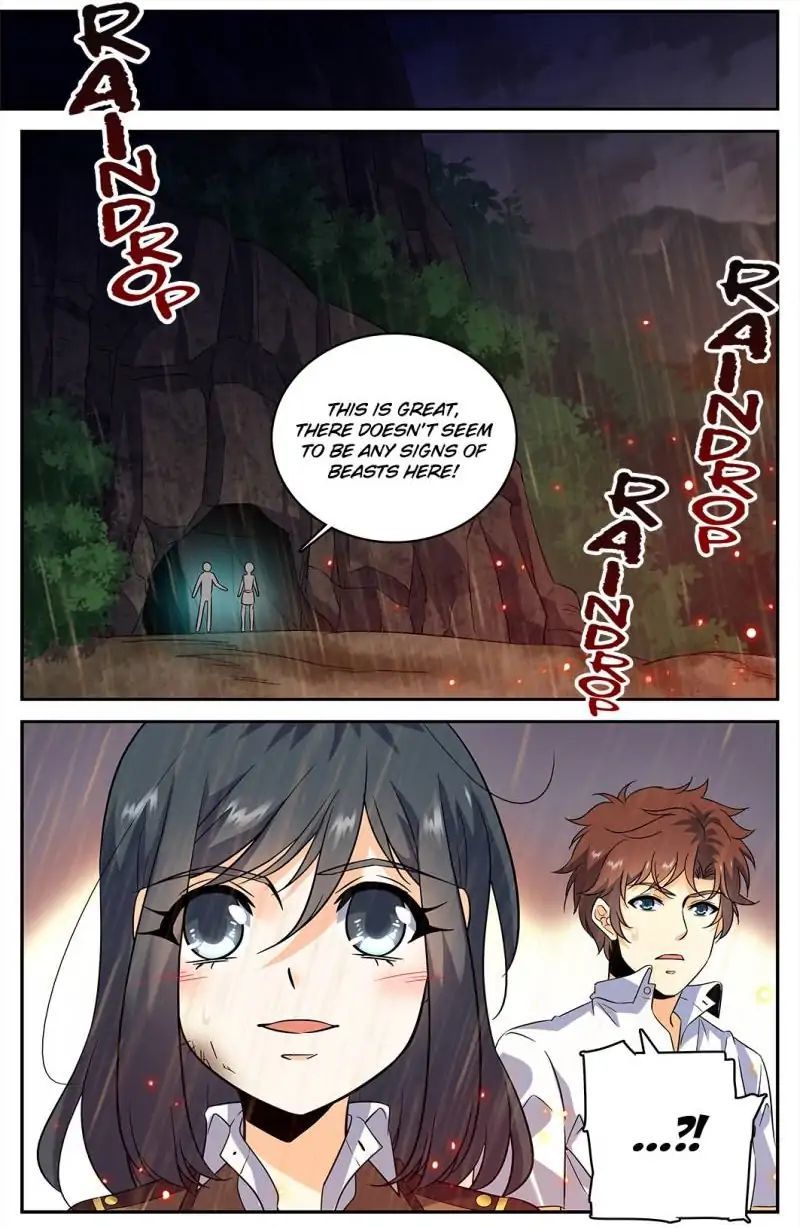 RAINDROP
RAINDROP
RAINDROP
THIS IS GREAT,
THERE DOESN'T SEEM
TO BE ANY SIGNS OF
BEASTS HERE!
...?!